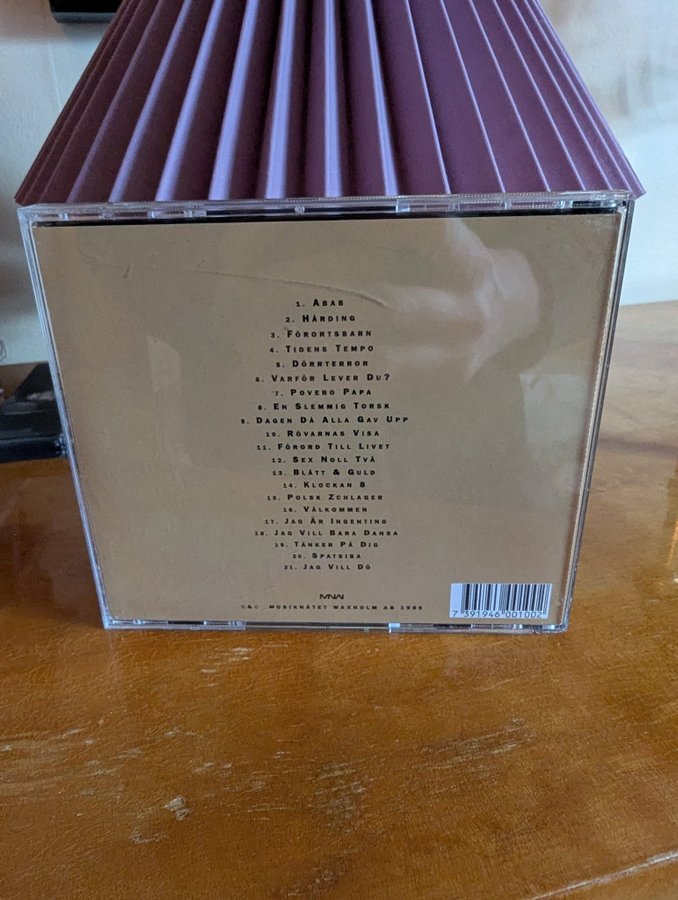 1. ABAB
2. HÅRDING
3. FÖRORTSBARN
4. TIDENS TEMPO
5. DÖRRTERROR
6. VARFÖR LEVER DU?
7. POVERO PAPA
8. EN SLEMMIG TORSK
9. DAGEN DÅ ALLA GAV UPP
10. RÖVARNAS VISA
11. FÖRORD TILL LIVET
12. SEX NOLL TVÅ
13. BLÅTT & GULD
14. KLOCKAN 8
15. POLSK ZCHLAGER
16. VÄLKOMMEN
17. JAG ÄR INGENTING
18. JAG VILL BARA DANSA
19. TÄNKER PÅ DIG
20. SPATSIBA
21. JAG VILL DÖ
MNW
℗&© MUSIKNÄTET WAXHOLM AB 1989
7 391946 001002